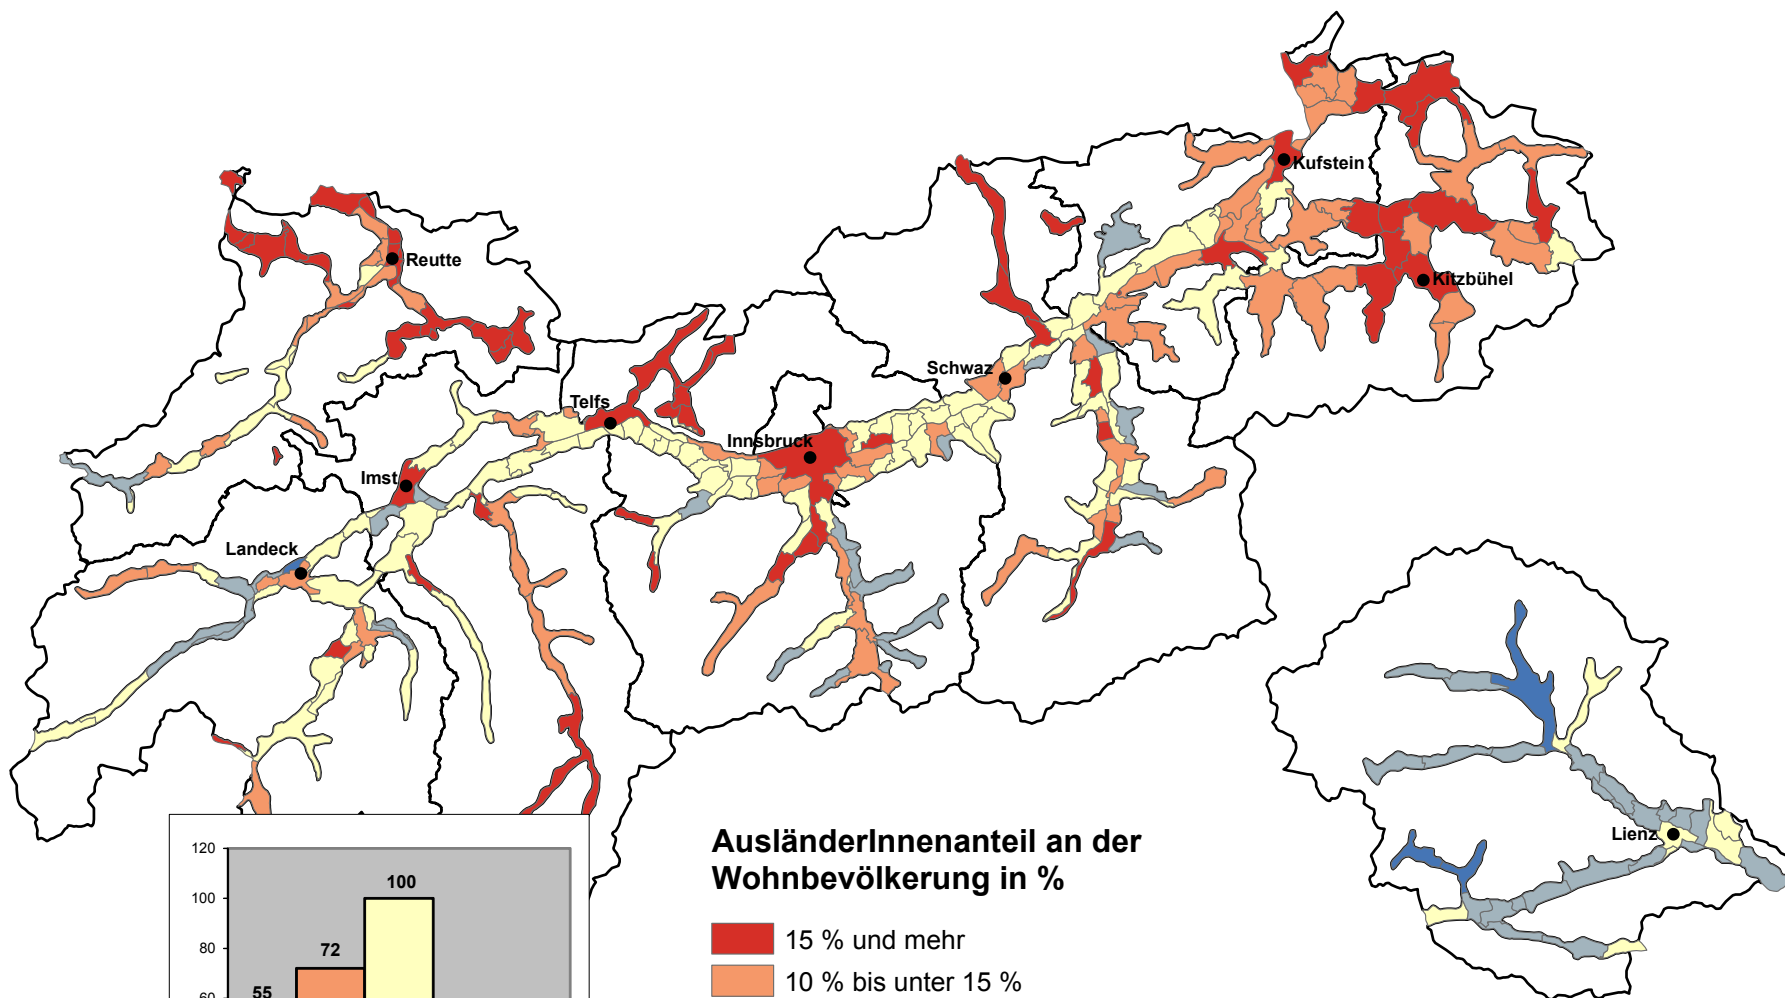 Kufstein
Reutte
Kitzbühel
Schwaz
Telfs
Innsbruck
Imst
Landeck
Lienz
AusländerInnenanteil an der
Wohnbevölkerung in %
15 % und mehr
10 % bis unter 15 %
120
100
80
60
55
72
100